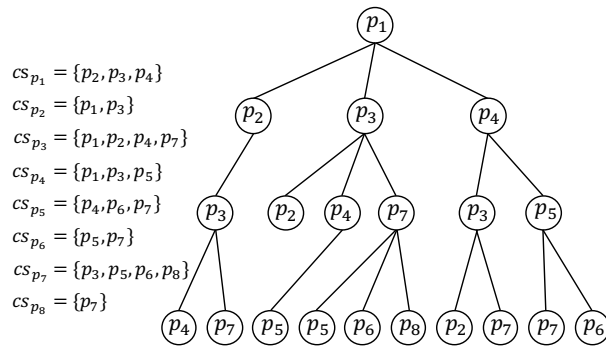 cs_{p_1} = {p_2, p_3, p_4}
cs_{p_2} = {p_1, p_3}
cs_{p_3} = {p_1, p_2, p_4, p_7}
cs_{p_4} = {p_1, p_3, p_5}
cs_{p_5} = {p_4, p_6, p_7}
cs_{p_6} = {p_5, p_7}
cs_{p_7} = {p_3, p_5, p_6, p_8}
cs_{p_8} = {p_7}
p_1
p_2 p_3 p_4
p_3 p_2 p_4 p_7 p_3 p_5
p_4 p_7 p_5 p_5 p_6 p_8 p_2 p_7 p_7 p_6